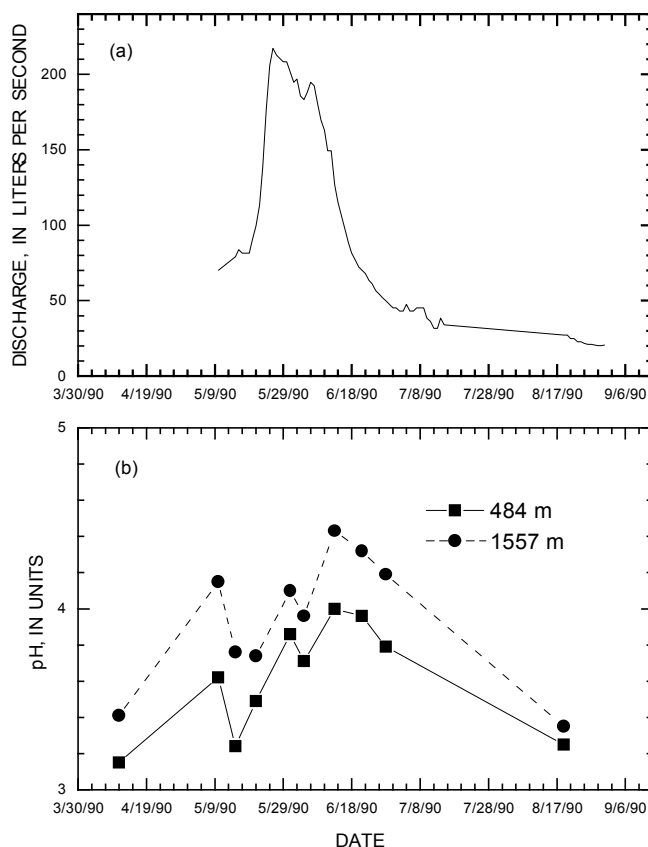 (a)
DISCHARGE, IN LITERS PER SECOND
200
150
100
50
0
3/30/90 4/19/90 5/9/90 5/29/90 6/18/90 7/8/90 7/28/90 8/17/90 9/6/90
(b)
484 m
1557 m
pH, IN UNITS
5
4
3
3/30/90 4/19/90 5/9/90 5/29/90 6/18/90 7/8/90 7/28/90 8/17/90 9/6/90
DATE